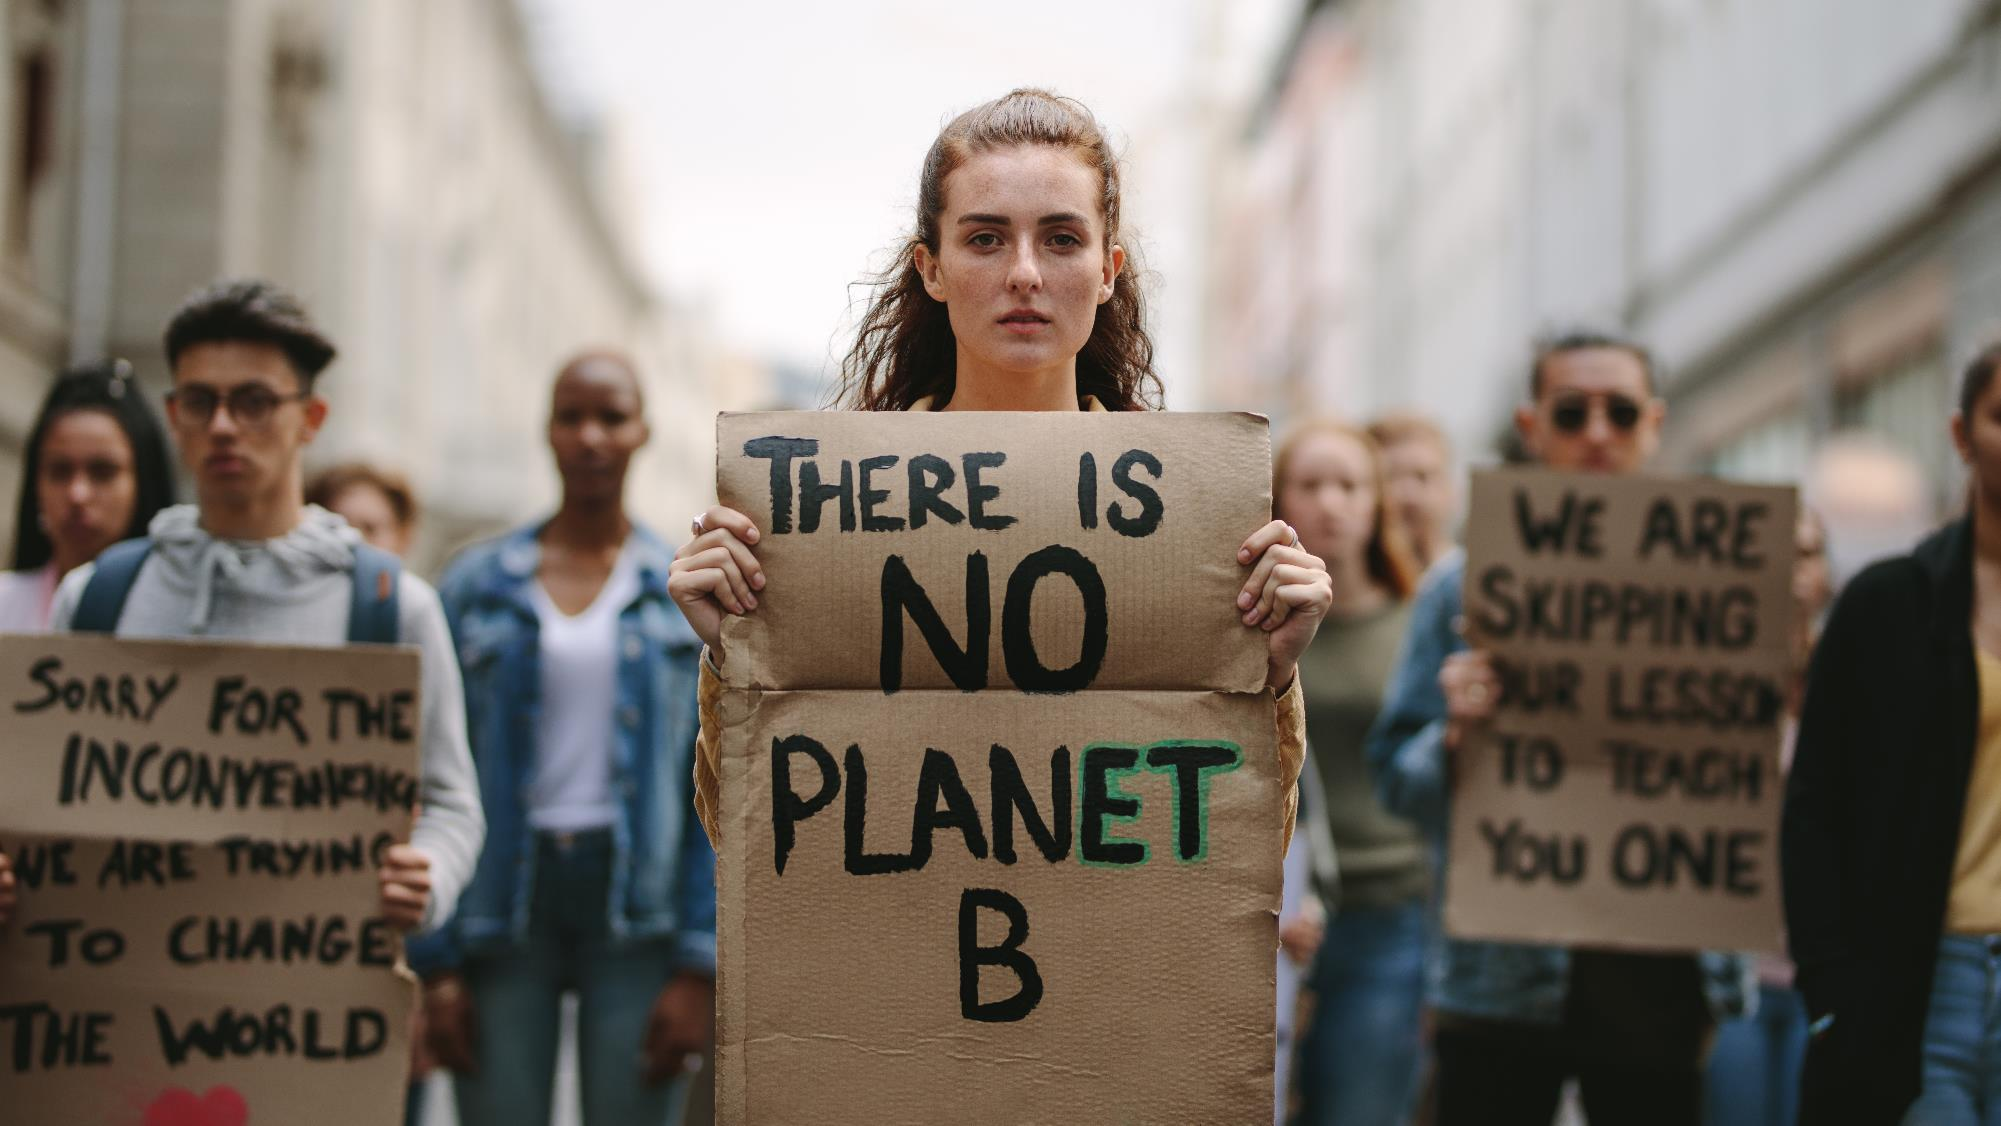 SORRY FOR THE
INCONVENIENCE
WE ARE TRYING
TO CHANGE
THE WORLD
THERE IS
NO
PLANET
B
WE ARE
SKIPPING
OUR LESSON
TO TEACH
YOU ONE